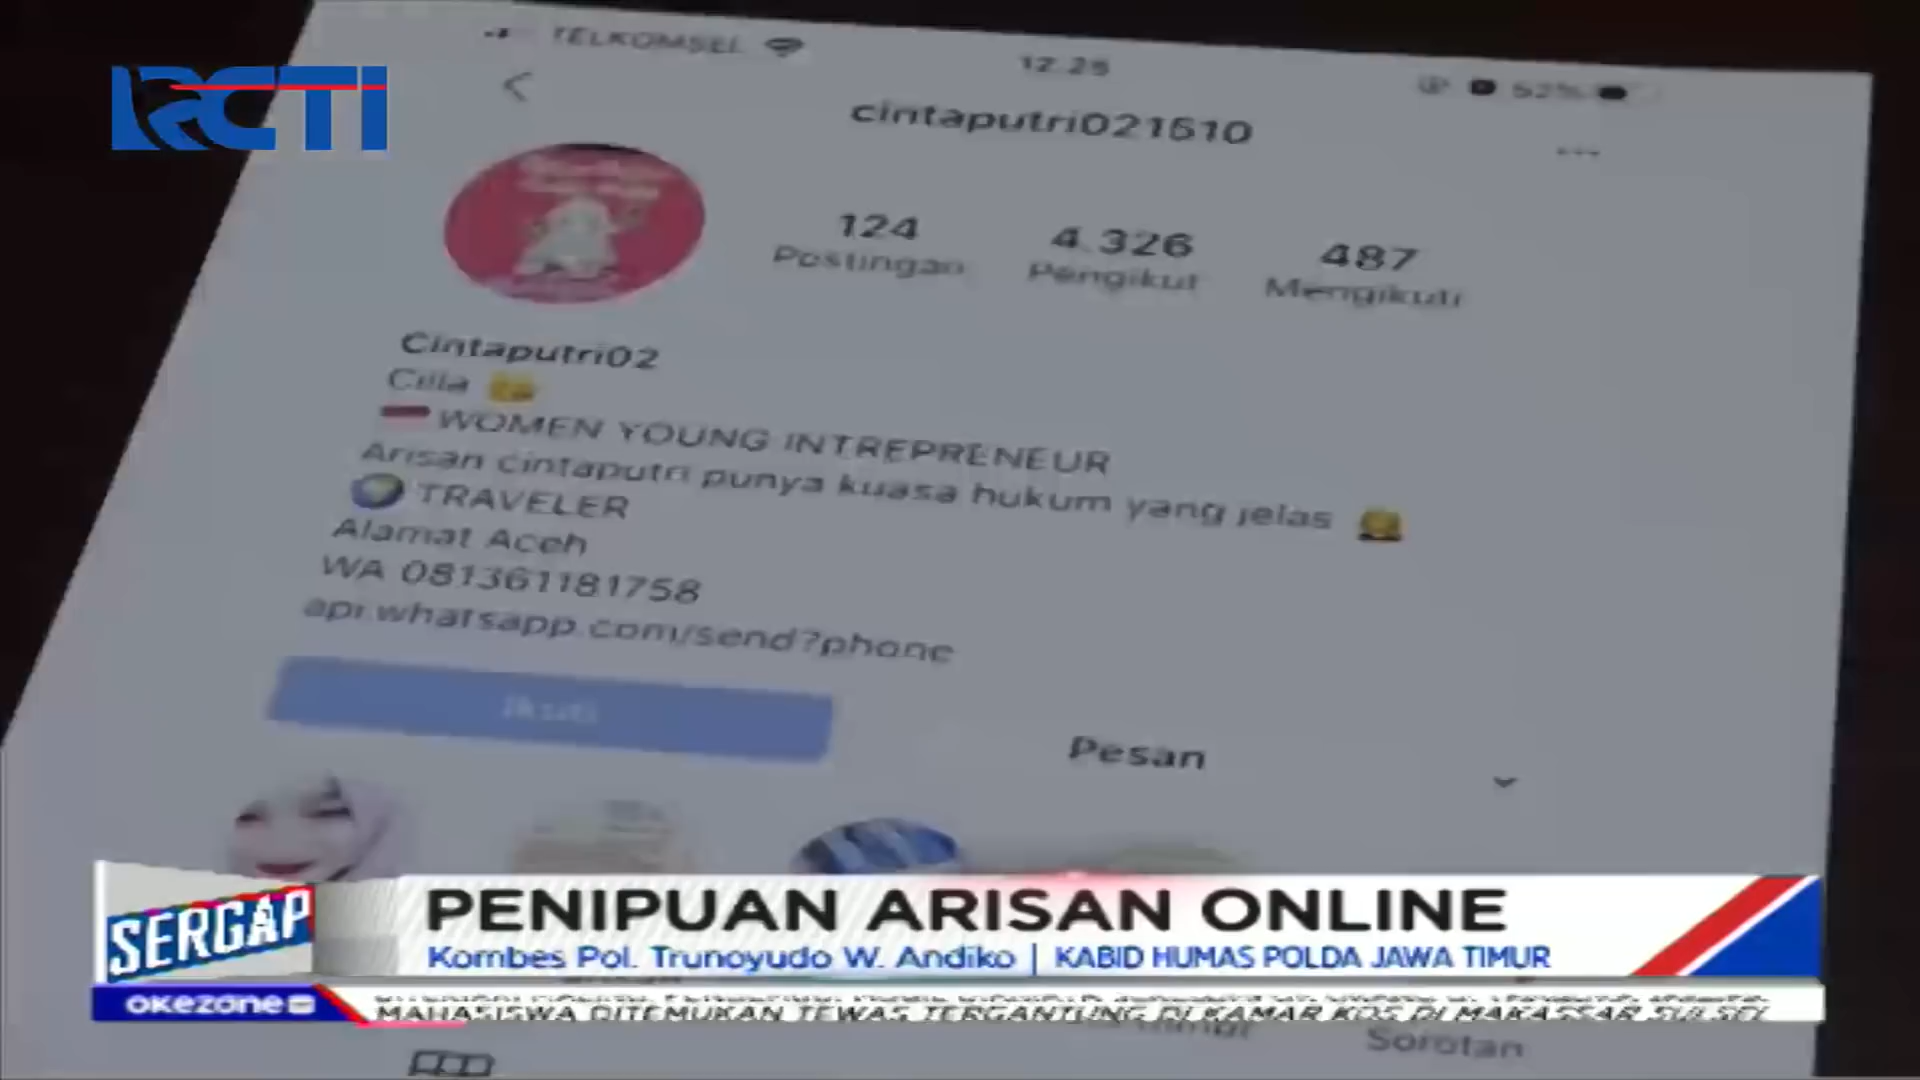 TELKOMSEL
12.25
52%
RCTI
cintaputri021510
124
4.326
487
Postingan
Pengikut
Mengikuti
Cintaputri02
Cilla
WOMEN YOUNG INTREPRENEUR
Arisan cintaputri punya kuasa hukum yang jelas
TRAVELER
Alamat Aceh
WA 081361181758
api.whatsapp.com/send?phone
Ikuti
Pesan
SERGAP
PENIPUAN ARISAN ONLINE
Kombes Pol. Trunoyudo W. Andiko | KABID HUMAS POLDA JAWA TIMUR
okezone
MAHASISWA DITEMUKAN TEWAS TERGANTUNG DI KAMAR KOS DI MAKASSAR
Sorotan